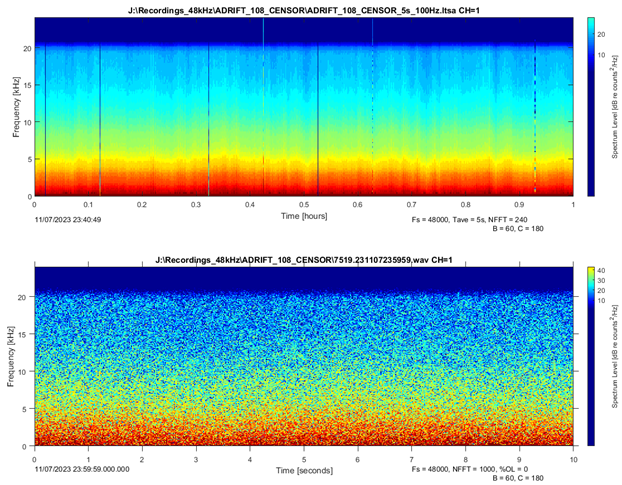 J:\Recordings_48kHz\ADRIFT_108_CENSOR\ADRIFT_108_CENSOR_5s_100Hz.ltsa CH=1
Frequency [kHz]
20
15
10
5
0
0 0.1 0.2 0.3 0.4 0.5 0.6 0.7 0.8 0.9 1
Time [hours]
11/07/2023 23:40:49
Fs = 48000, Tave = 5s, NFFT = 240
B = 60, C = 180
20
10
Spectrum Level [dB re counts²/Hz]
J:\Recordings_48kHz\ADRIFT_108_CENSOR\7519.231107235959.wav CH=1
Frequency [kHz]
20
15
10
5
0
0 1 2 3 4 5 6 7 8 9 10
Time [seconds]
11/07/2023 23:59:59.000.000
Fs = 48000, NFFT = 1000, %OL = 0
B = 60, C = 180
40
30
20
10
Spectrum Level [dB re counts²/Hz]